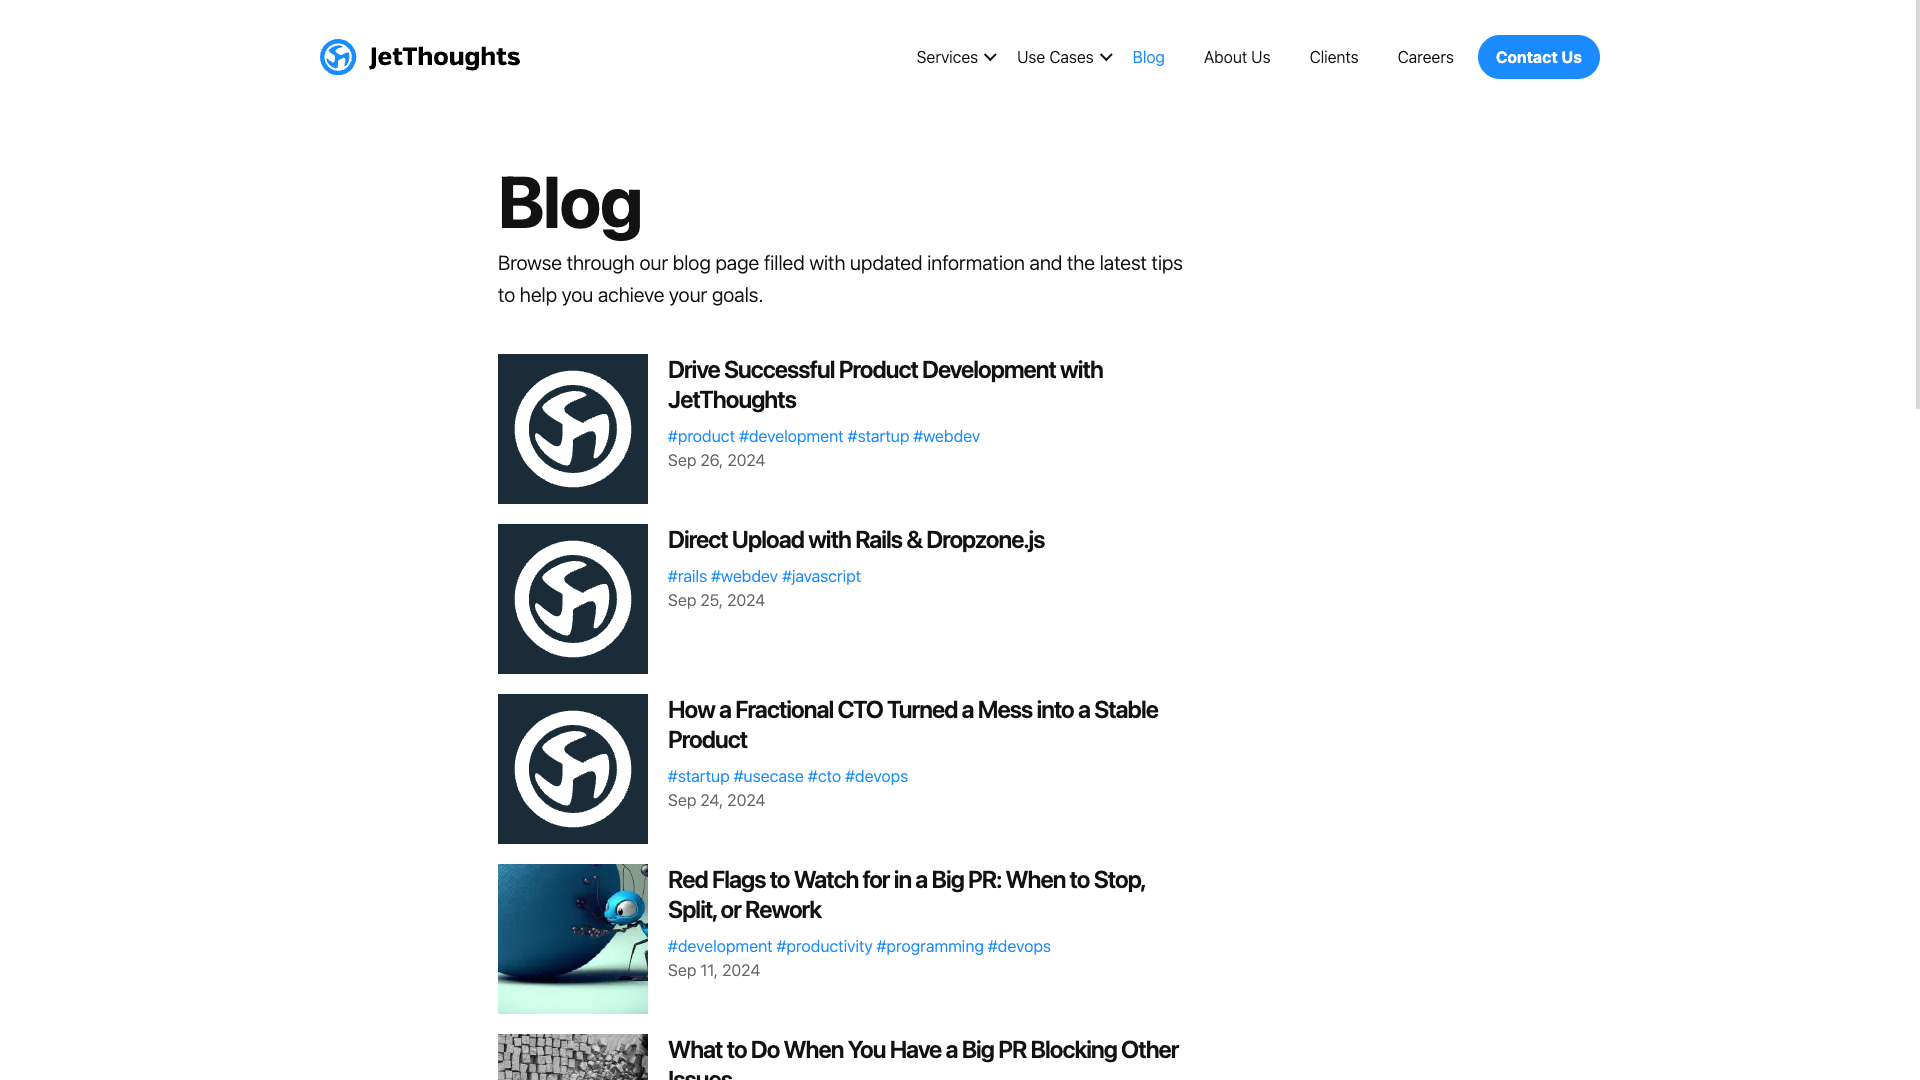 JetThoughts
Services Use Cases Blog About Us Clients Careers Contact Us
Blog
Browse through our blog page filled with updated information and the latest tips
to help you achieve your goals.
Drive Successful Product Development with
JetThoughts
#product #development #startup #webdev
Sep 26, 2024
Direct Upload with Rails & Dropzone.js
#rails #webdev #javascript
Sep 25, 2024
How a Fractional CTO Turned a Mess into a Stable
Product
#startup #usecase #cto #devops
Sep 24, 2024
Red Flags to Watch for in a Big PR: When to Stop,
Split, or Rework
#development #productivity #programming #devops
Sep 11, 2024
What to Do When You Have a Big PR Blocking Other
Issues